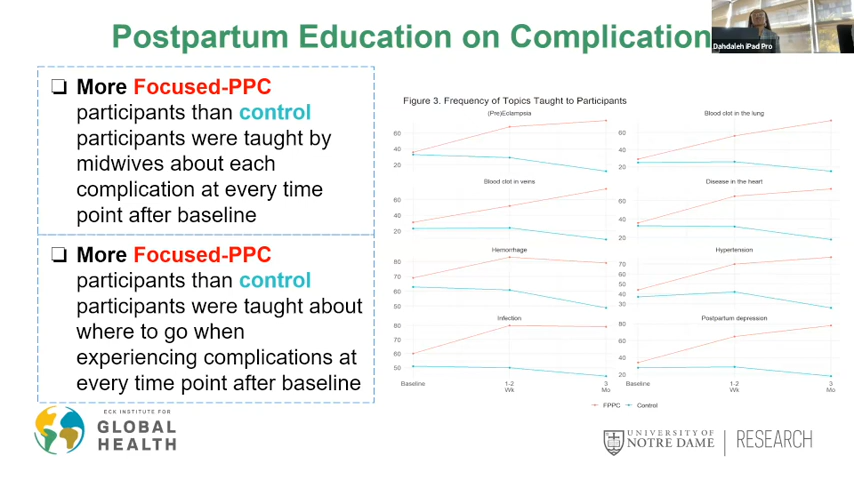 Postpartum Education on Complication
Dahdaleh iPad Pro
❏ More Focused-PPC
participants than control
participants were taught by
midwives about each
complication at every time
point after baseline
❏ More Focused-PPC
participants than control
participants were taught about
where to go when
experiencing complications at
every time point after baseline
Figure 3. Frequency of Topics Taught to Participants
(Pre)Eclampsia
60
40
20
Blood clot in the lung
60
40
20
Blood clot in veins
60
40
20
Disease in the heart
60
40
20
Hemorrhage
80
70
60
50
Hypertension
70
60
50
40
30
Infection
80
70
60
50
Postpartum depression
80
60
40
20
Baseline 1-2 Wk 3 Mo
Baseline 1-2 Wk 3 Mo
FPPC Control
ECK INSTITUTE FOR
GLOBAL
HEALTH
UNIVERSITY OF
NOTRE DAME
RESEARCH